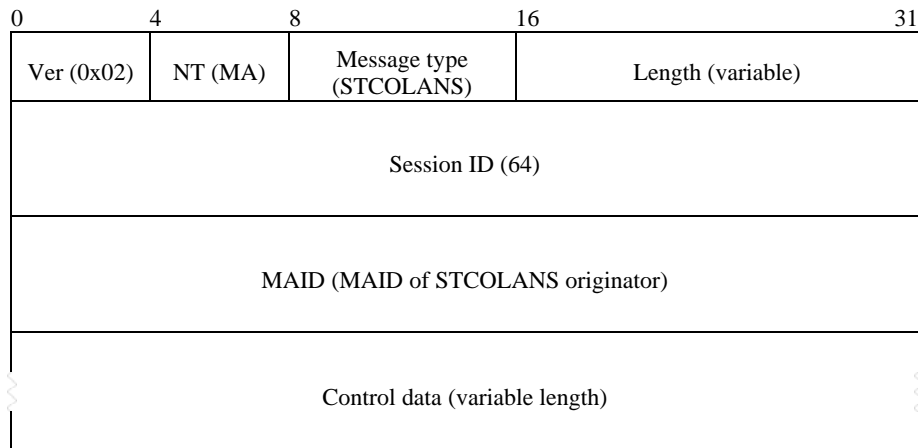 0 4 8 16 31
Ver (0x02) NT (MA) Message type (STCOLANS) Length (variable)
Session ID (64)
MAID (MAID of STCOLANS originator)
Control data (variable length)